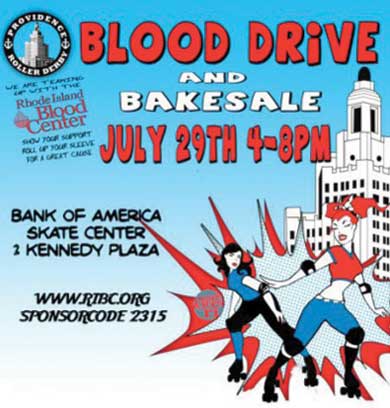 PROVIDENCE
ROLLER DERBY
BLOOD DRIVE
AND
BAKESALE
JULY 29TH 4-8PM
WE ARE TEAMING
UP WITH THE
Rhode Island
Blood
Center
SHOW YOUR SUPPORT
ROLL UP YOUR SLEEVE
FOR A GREAT CAUSE
BANK OF AMERICA
SKATE CENTER
2 KENNEDY PLAZA
WWW.RIBC.ORG
SPONSORCODE 2315